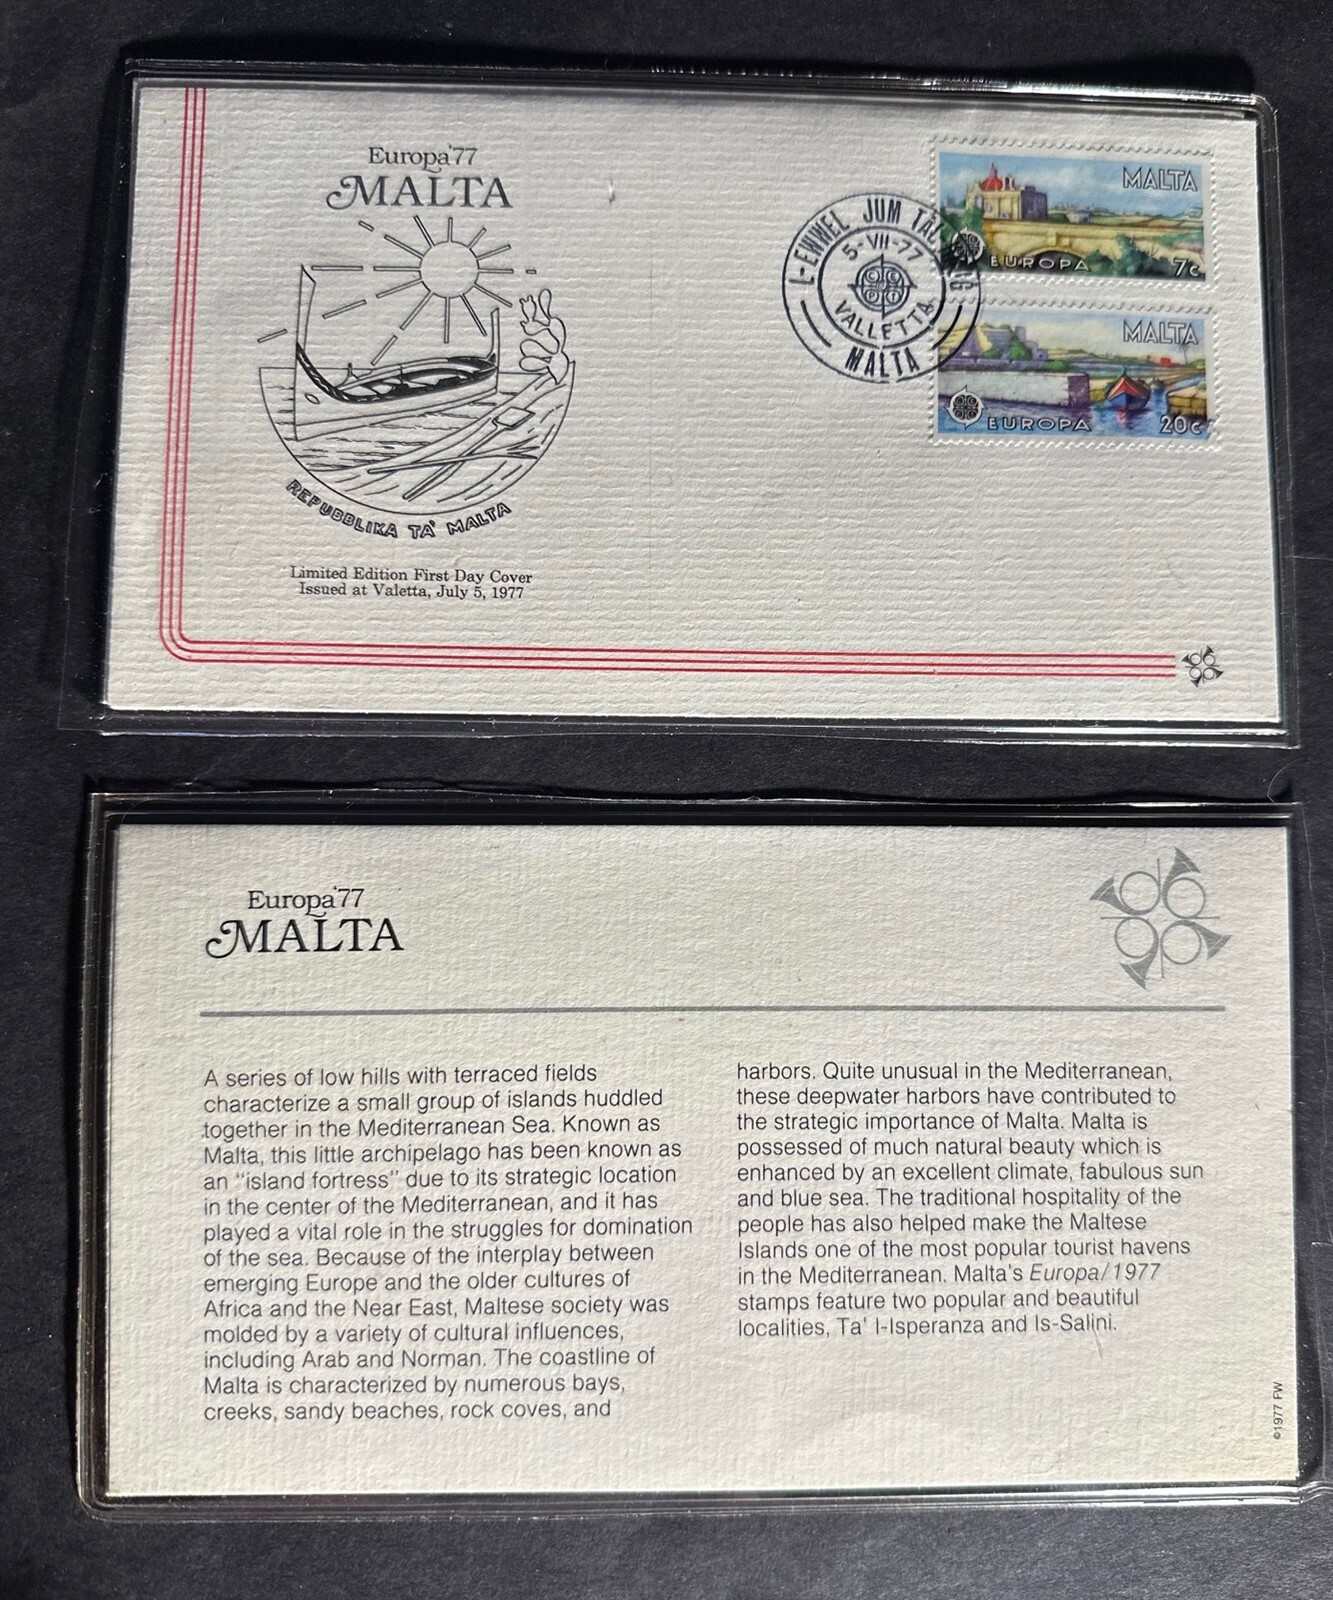 Europa'77
MALTA
REPUBBLIKA TA' MALTA
Limited Edition First Day Cover
Issued at Valetta, July 5, 1977
L-EWWEL JUM TAL-
5-VII-77
VALLETTA
MALTA
MALTA
EUROPA 7c
MALTA
EUROPA 20c
Europa'77
MALTA
A series of low hills with terraced fields
characterize a small group of islands huddled
together in the Mediterranean Sea. Known as
Malta, this little archipelago has been known as
an "island fortress" due to its strategic location
in the center of the Mediterranean, and it has
played a vital role in the struggles for domination
of the sea. Because of the interplay between
emerging Europe and the older cultures of
Africa and the Near East, Maltese society was
molded by a variety of cultural influences,
including Arab and Norman. The coastline of
Malta is characterized by numerous bays,
creeks, sandy beaches, rock coves, and
harbors. Quite unusual in the Mediterranean,
these deepwater harbors have contributed to
the strategic importance of Malta. Malta is
possessed of much natural beauty which is
enhanced by an excellent climate, fabulous sun
and blue sea. The traditional hospitality of the
people has also helped make the Maltese
Islands one of the most popular tourist havens
in the Mediterranean. Malta's Europa/1977
stamps feature two popular and beautiful
localities, Ta' l-Isperanza and Is-Salini.
©1977 FW